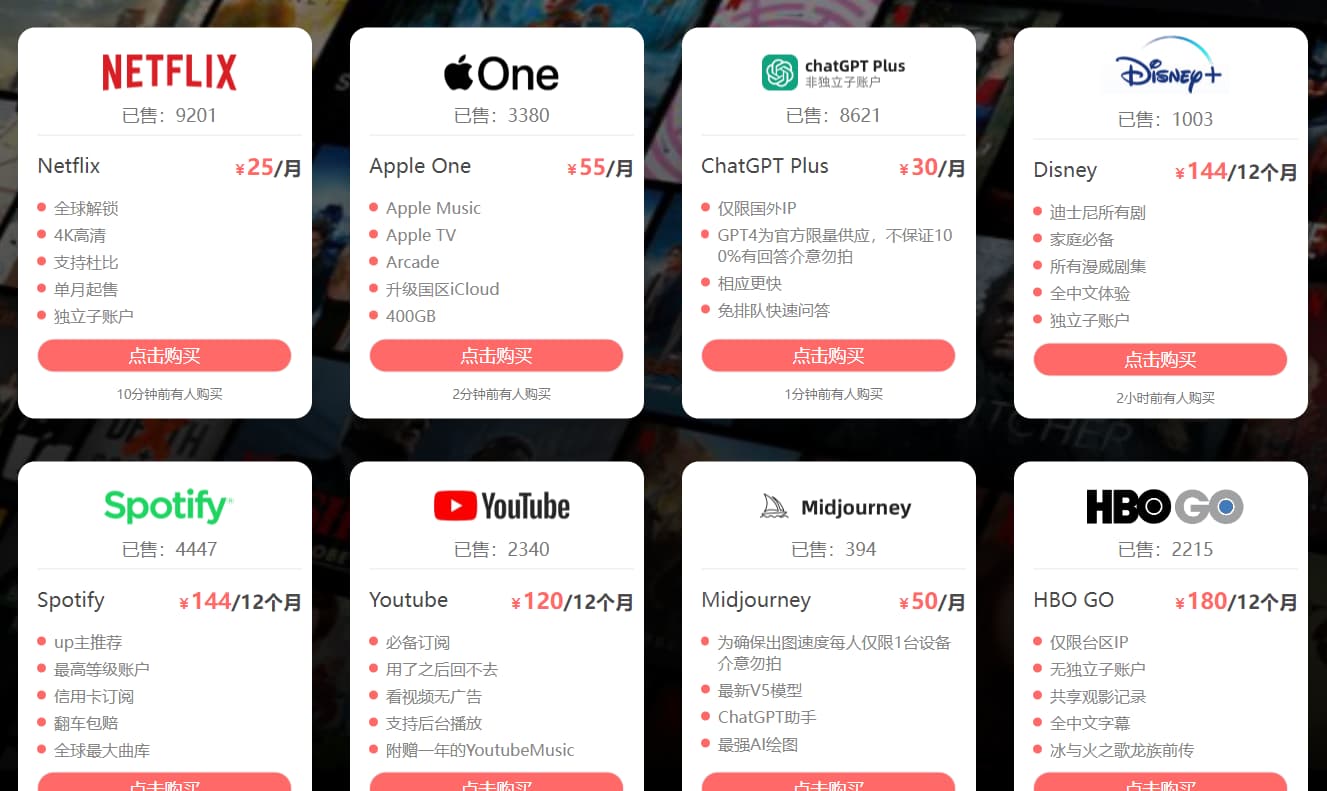 NETFLIX
已售：9201
Netflix
¥25/月
全球解锁
4K高清
支持杜比
单月起售
独立子账户
点击购买
10分钟前有人购买
One
已售：3380
Apple One
¥55/月
Apple Music
Apple TV
Arcade
升级国区iCloud
400GB
点击购买
2分钟前有人购买
chatGPT Plus
非独立子账户
已售：8621
ChatGPT Plus
¥30/月
仅限国外IP
GPT4为官方限量供应，不保证10
0%有回答介意勿拍
相应更快
免排队快速问答
点击购买
1分钟前有人购买
Disney+
已售：1003
Disney
¥144/12个月
迪士尼所有剧
家庭必备
所有漫威剧集
全中文体验
独立子账户
点击购买
2小时前有人购买
Spotify
已售：4447
Spotify
¥144/12个月
up主推荐
最高等级账户
信用卡订阅
翻车包赔
全球最大曲库
点击购买
YouTube
已售：2340
Youtube
¥120/12个月
必备订阅
用了之后回不去
看视频无广告
支持后台播放
附赠一年的YoutubeMusic
点击购买
Midjourney
已售：394
Midjourney
¥50/月
为确保出图速度每人仅限1台设备
介意勿拍
最新V5模型
ChatGPT助手
最强AI绘图
点击购买
HBO GO
已售：2215
HBO GO
¥180/12个月
仅限台区IP
无独立子账户
共享观影记录
全中文字幕
冰与火之歌龙族前传
点击购买